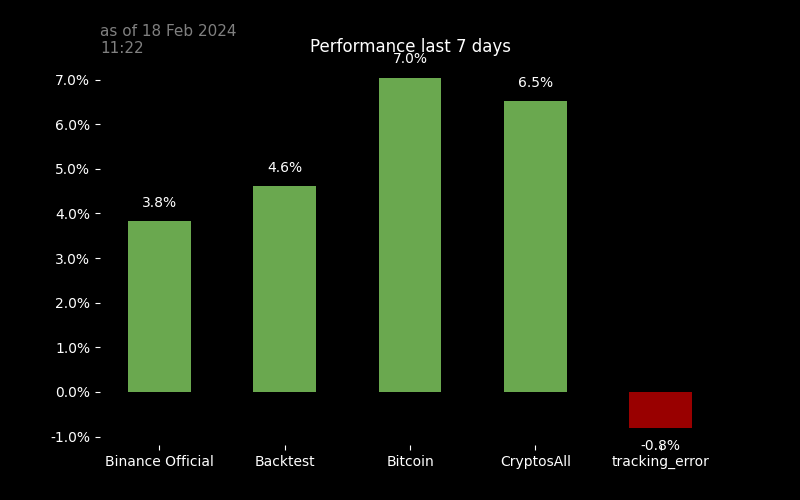 as of 18 Feb 2024
11:22
Performance last 7 days
7.0%
6.0%
5.0%
4.0%
3.0%
2.0%
1.0%
0.0%
-1.0%
3.8%
4.6%
7.0%
6.5%
-0.8%
Binance Official
Backtest
Bitcoin
CryptosAll
tracking_error